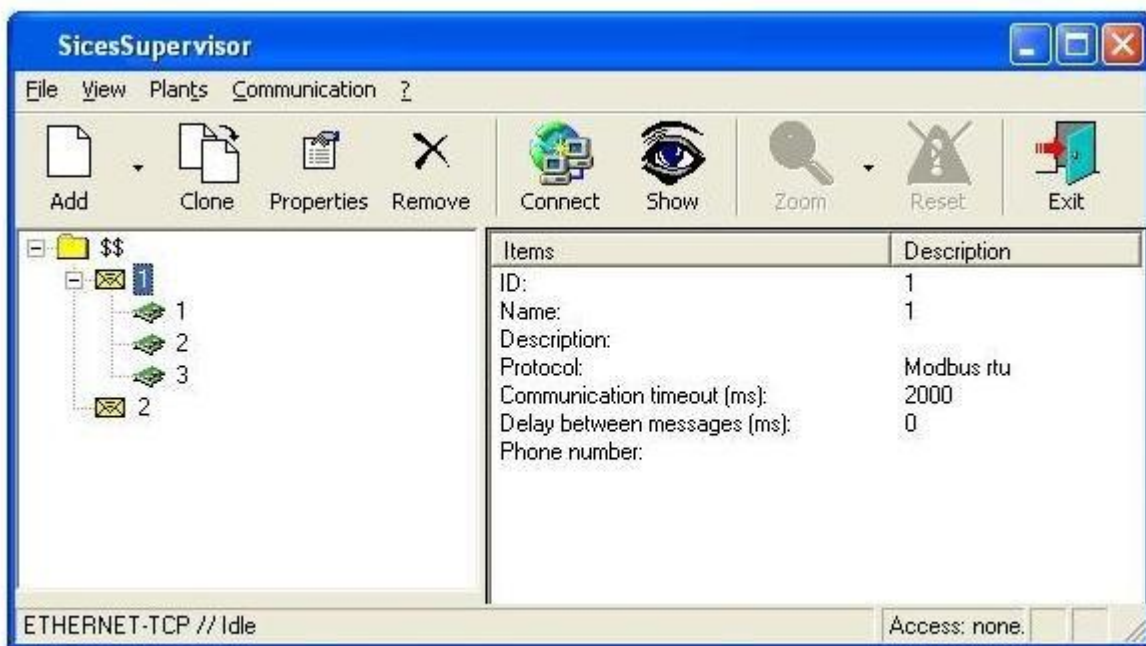 SicesSupervisor
File View Plants Communication ?
Add Clone Properties Remove Connect Show Zoom Reset Exit
$$
1
1
2
3
2
Items Description
ID: 1
Name: 1
Description:
Protocol: Modbus rtu
Communication timeout (ms): 2000
Delay between messages (ms): 0
Phone number:
ETHERNET-TCP // Idle Access: none.